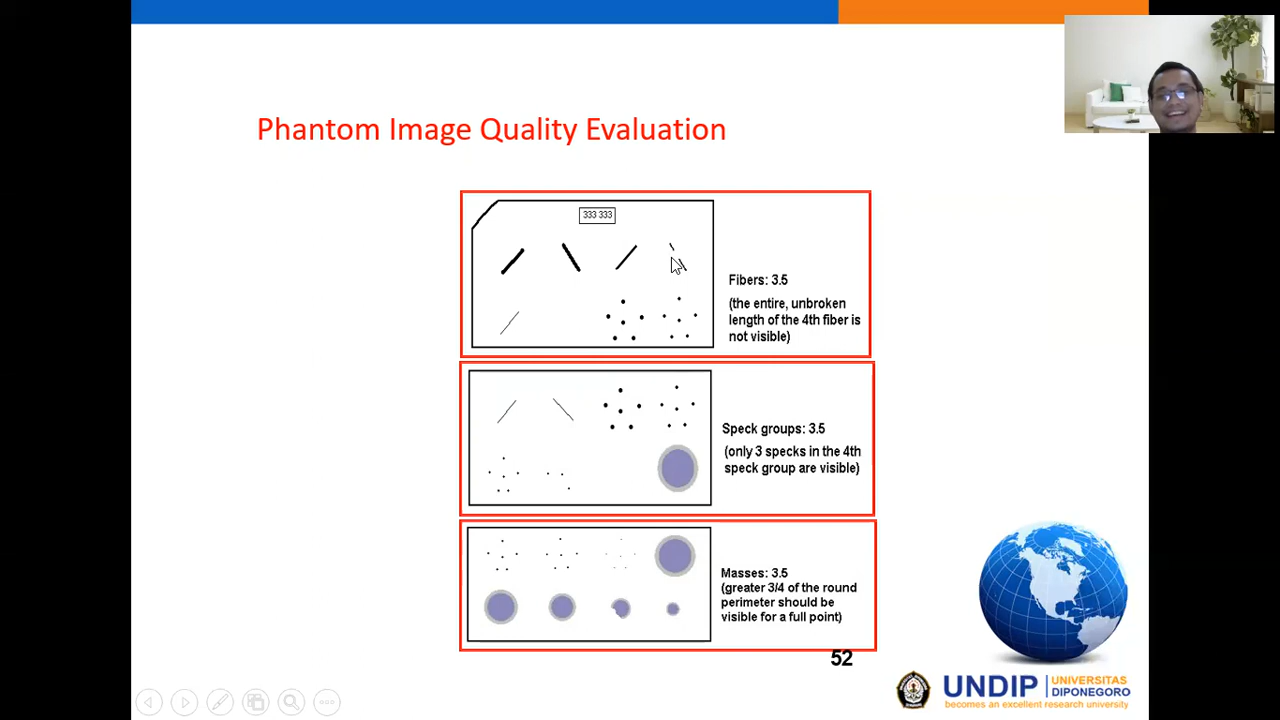 Phantom Image Quality Evaluation
333 333
Fibers: 3.5
(the entire, unbroken
length of the 4th fiber is
not visible)
Speck groups: 3.5
(only 3 specks in the 4th
speck group are visible)
Masses: 3.5
(greater 3/4 of the round
perimeter should be
visible for a full point)
52
UNDIP
UNIVERSITAS
DIPONEGORO
becomes an excellent research university